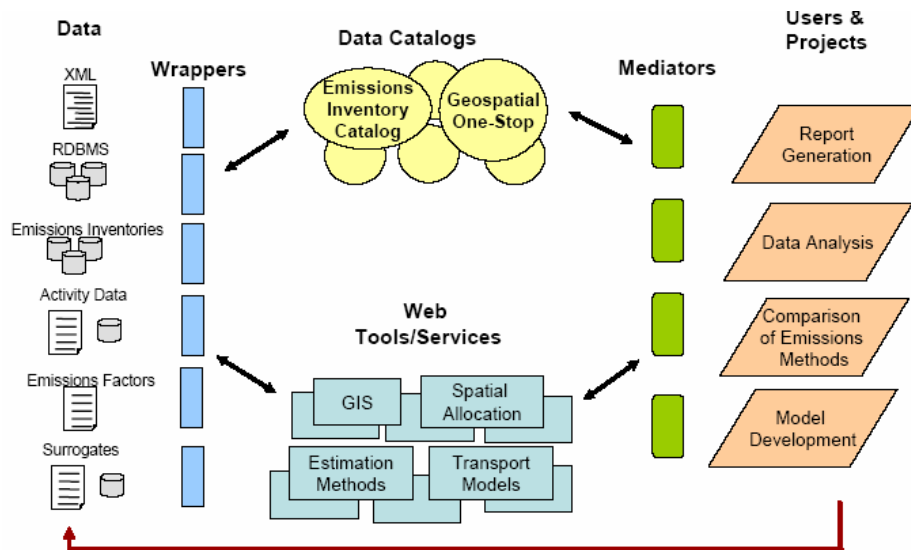 Data
XML
RDBMS
Emissions Inventories
Activity Data
Emissions Factors
Surrogates
Wrappers
Data Catalogs
Emissions
Inventory
Catalog
Geospatial
One-Stop
Web
Tools/Services
GIS
Spatial
Allocation
Estimation
Methods
Transport
Models
Mediators
Users &
Projects
Report
Generation
Data Analysis
Comparison
of Emissions
Methods
Model
Development